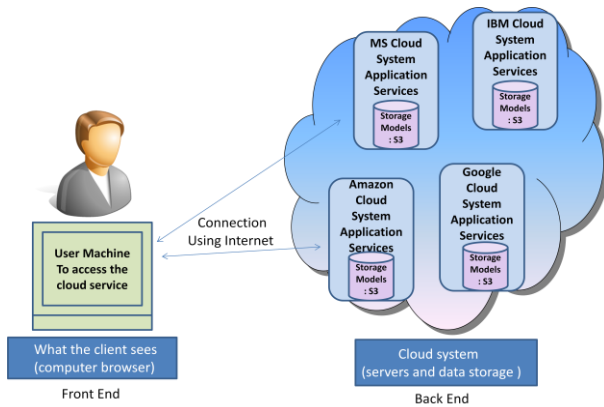 MS Cloud
System
Application
Services
Storage
Models
: S3
IBM Cloud
System
Application
Services
Storage
Models
: S3
Amazon
Cloud
System
Application
Services
Storage
Models
: S3
Google
Cloud
System
Application
Services
Storage
Models
: S3
Connection
Using Internet
User Machine
To access the
cloud service
What the client sees
(computer browser)
Front End
Cloud system
(servers and data storage )
Back End